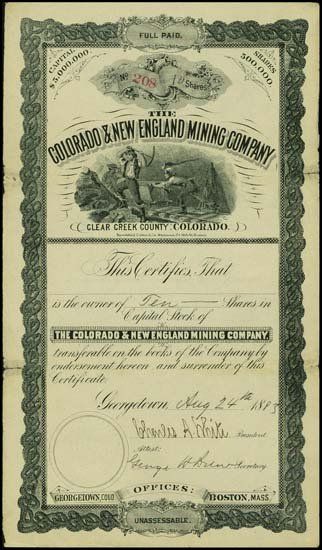 FULL PAID.
CAPITAL $5,000,000
SHARES 500,000
No 208 10 Shares
THE
COLORADO & NEW ENGLAND MINING COMPANY
(CLEAR CREEK COUNTY, COLORADO.)
This Certifies, That
is the owner of Ten Shares in
Capital Stock of
THE COLORADO & NEW ENGLAND MINING COMPANY
transferable on the books of the Company by
endorsement hereon and surrender of this
Certificate.
Georgetown, Aug 24th 1883
Charles A White President
Attest:
George W Secretary
OFFICES:
GEORGETOWN, COLO.
BOSTON, MASS.
UNASSESSABLE.